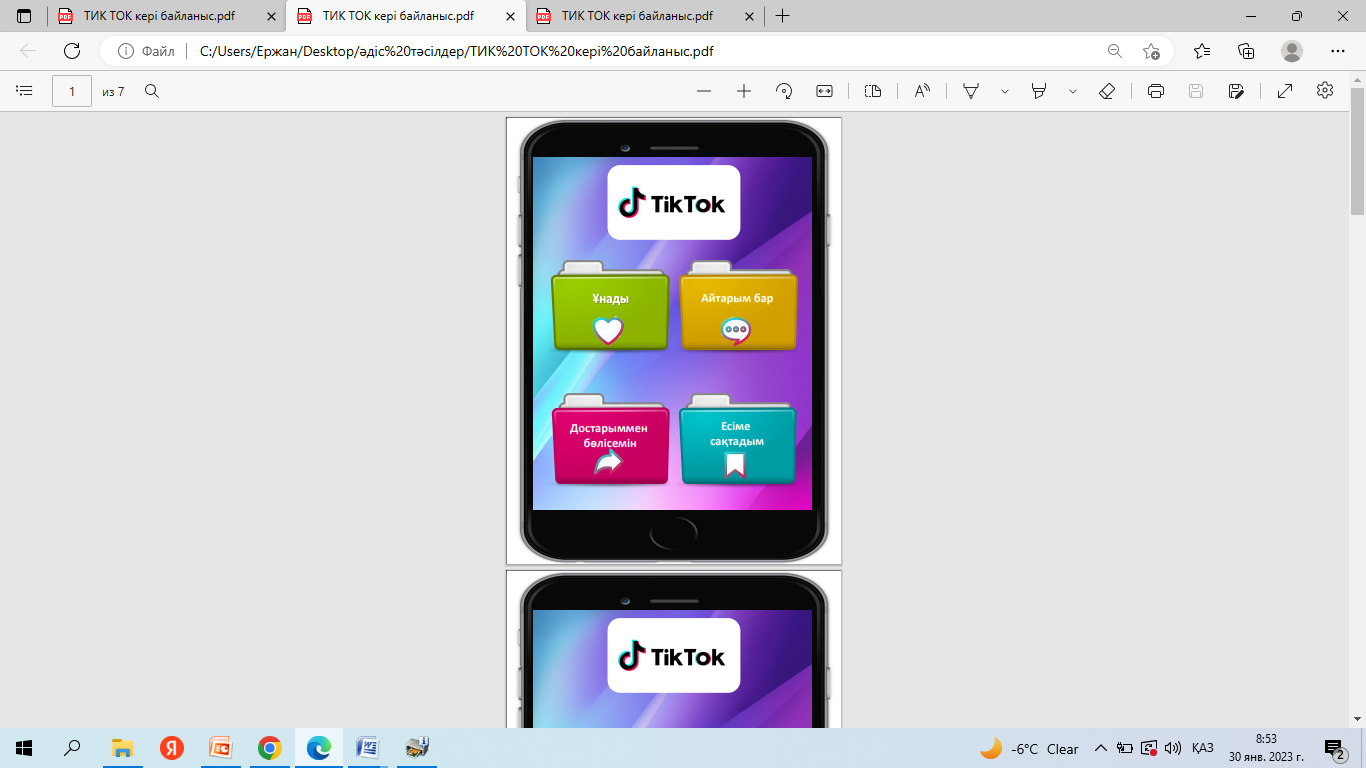 ТИК ТОК кері байланыс.pdf
ТИК ТОК кері байланыс.pdf
ТИК ТОК кері байланыс.pdf
Файл
C:/Users/Ержан/Desktop/әдіс%20тәсілдер/ТИК%20ТОК%20кері%20байланыс.pdf
1 из 7
TikTok
Ұнады
Айтарым бар
Достарыммен
бөлісемін
Есіме
сақтадым
TikTok
-6°C Clear
ҚАЗ
8:53
30 янв. 2023 г.
2